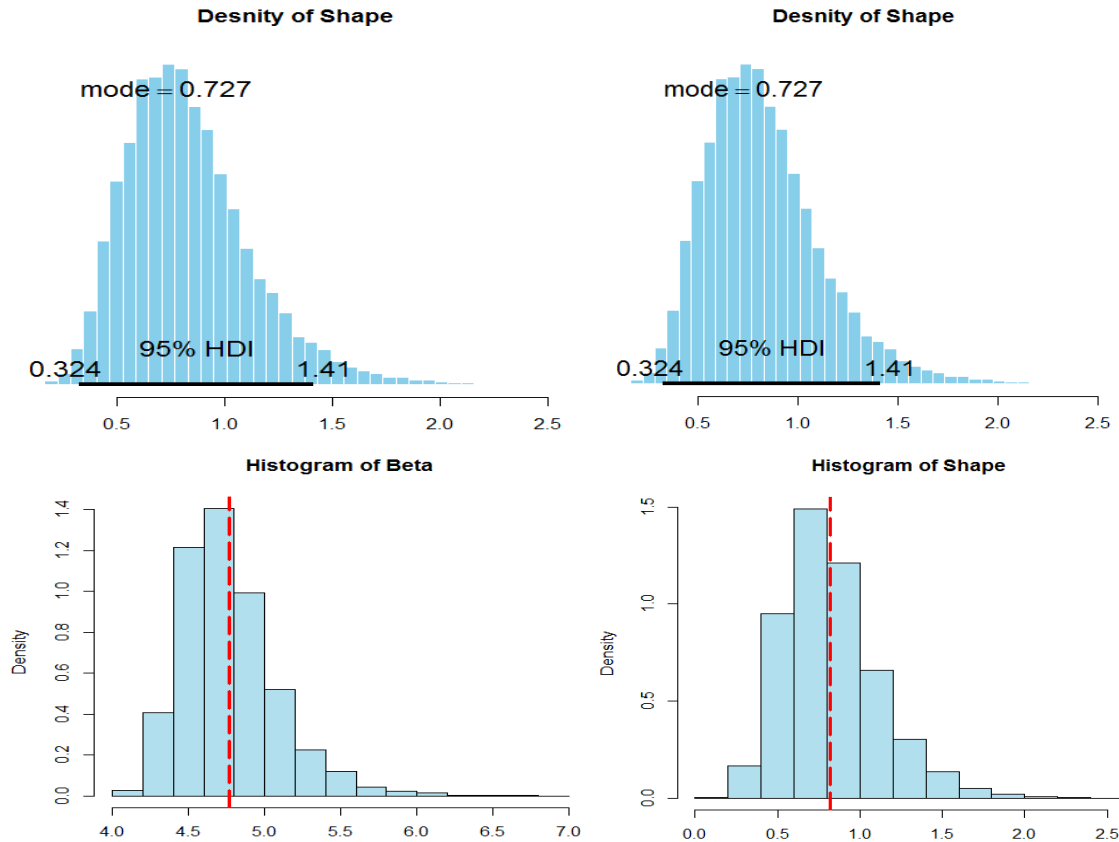 Desnity of Shape
mode = 0.727
95% HDI
0.324 1.41
0.5 1.0 1.5 2.0 2.5
Desnity of Shape
mode = 0.727
95% HDI
0.324 1.41
0.5 1.0 1.5 2.0 2.5
Histogram of Beta
Density
1.4
1.2
1.0
0.8
0.6
0.4
0.2
0.0
4.0 4.5 5.0 5.5 6.0 6.5 7.0
Histogram of Shape
Density
1.5
1.0
0.5
0.0
0.0 0.5 1.0 1.5 2.0 2.5